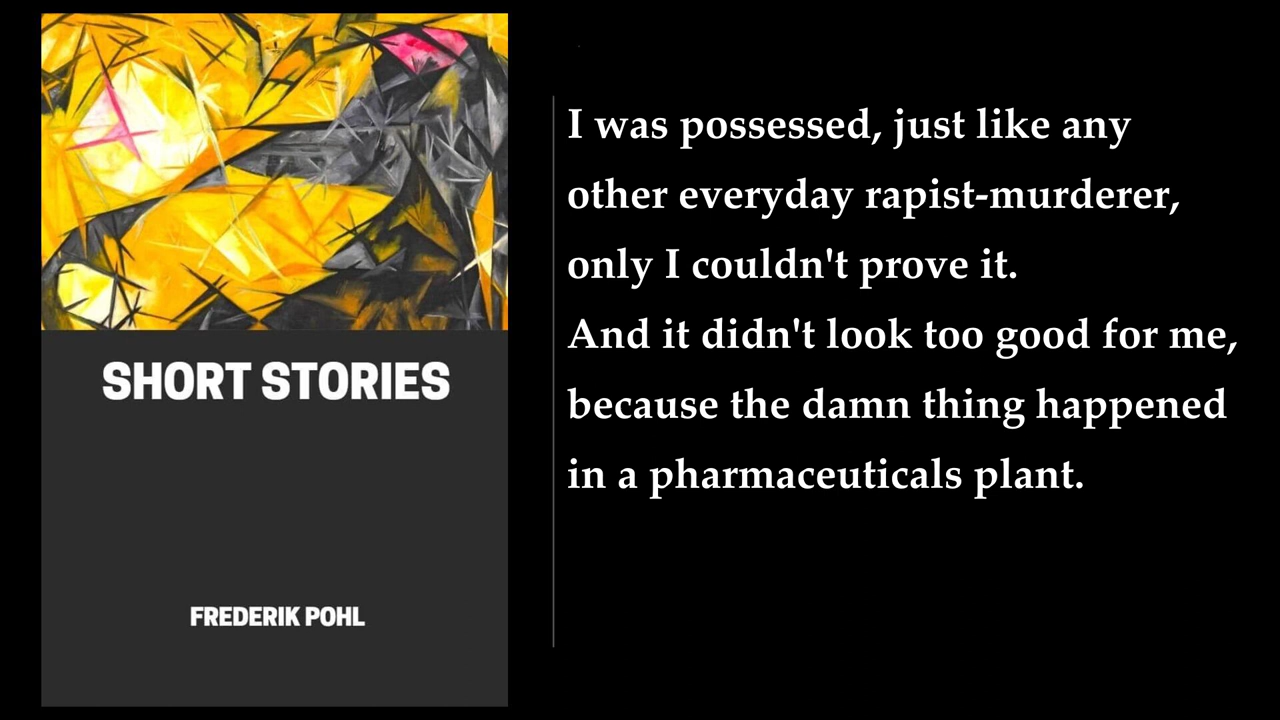 SHORT STORIES
FREDERIK POHL
I was possessed, just like any
other everyday rapist-murderer,
only I couldn't prove it.
And it didn't look too good for me,
because the damn thing happened
in a pharmaceuticals plant.